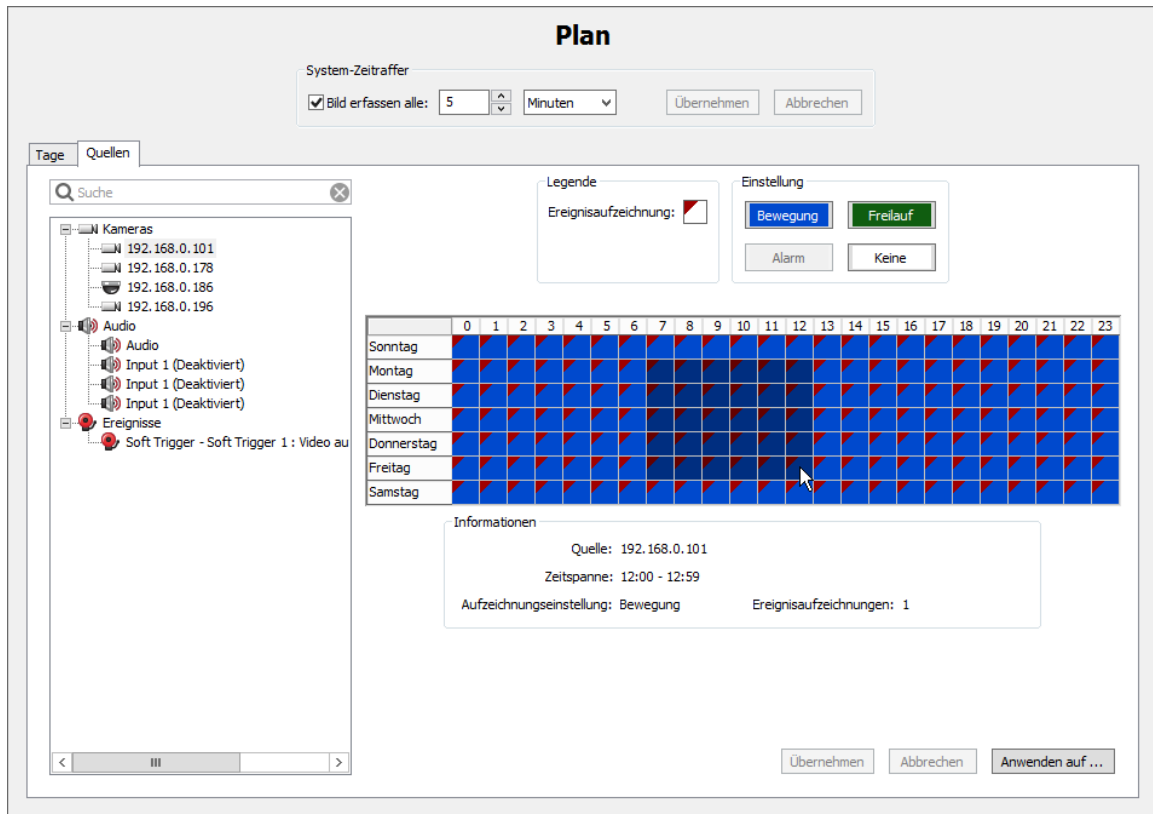 Plan
System-Zeitraffer
Bild erfassen alle: 5 Minuten Übernehmen Abbrechen
Tage Quellen
Suche
Kameras
192.168.0.101
192.168.0.178
192.168.0.186
192.168.0.196
Audio
Audio
Input 1 (Deaktiviert)
Input 1 (Deaktiviert)
Input 1 (Deaktiviert)
Ereignisse
Soft Trigger - Soft Trigger 1 : Video au
Legende
Ereignisaufzeichnung:
Einstellung
Bewegung Freilauf
Alarm Keine
0 1 2 3 4 5 6 7 8 9 10 11 12 13 14 15 16 17 18 19 20 21 22 23
Sonntag
Montag
Dienstag
Mittwoch
Donnerstag
Freitag
Samstag
Informationen
Quelle: 192.168.0.101
Zeitspanne: 12:00 - 12:59
Aufzeichnungseinstellung: Bewegung Ereignisaufzeichnungen: 1
Übernehmen Abbrechen Anwenden auf ...